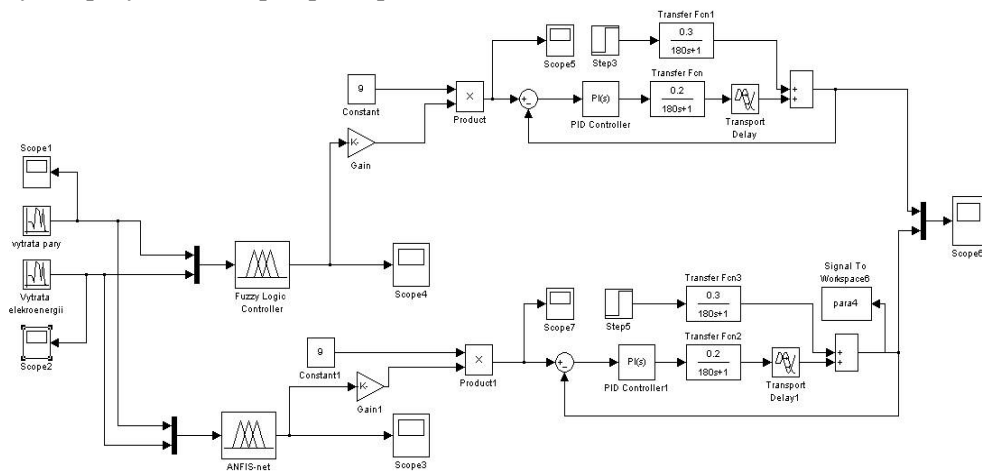 Transfer Fcn1
0.3
180s+1
Scope5
Step3
Transfer Fcn
9
Constant
×
Product
+
−
PI(s)
PID Controller
0.2
180s+1
Transport
Delay
+
+
K-
Gain
Scope1
vytrata pary
Vytrata
elekroenergii
Scope2
Fuzzy Logic
Controller
Scope4
Scope6
Signal To
Workspace6
para4
Transfer Fcn3
0.3
180s+1
Scope7
Step5
Transfer Fcn2
9
Constant1
×
Product1
+
−
PI(s)
PID Controller1
0.2
180s+1
Transport
Delay1
+
+
K-
Gain1
ANFIS-net
Scope3